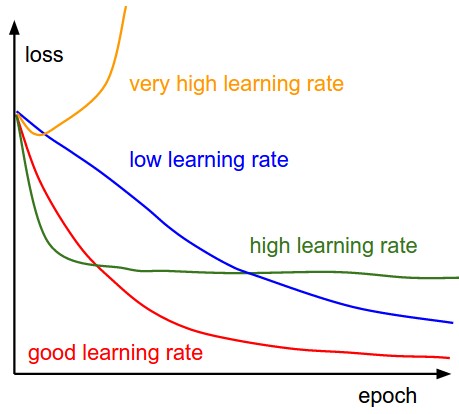 loss
very high learning rate
low learning rate
high learning rate
good learning rate
epoch